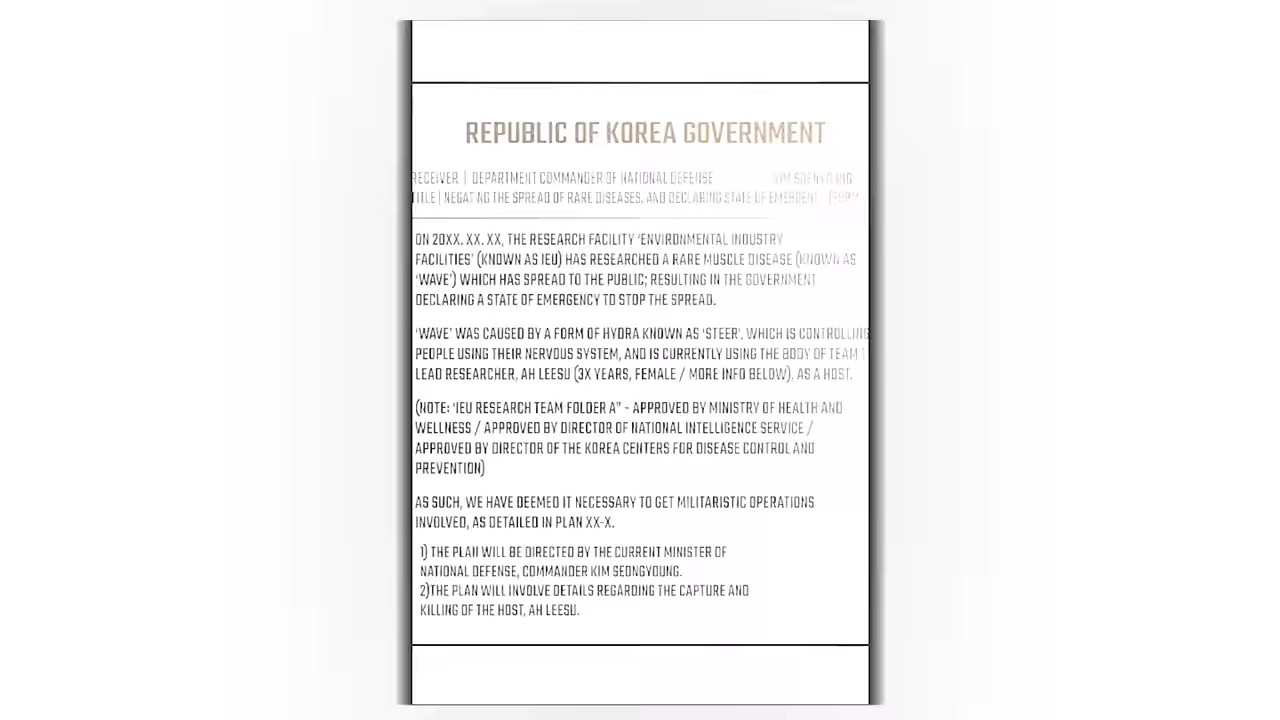 REPUBLIC OF KOREA GOVERNMENT
RECEIVER | DEPARTMENT COMMANDER OF NATIONAL DEFENSE KIM
TITLE | NEGATING THE SPREAD OF RARE DISEASES, AND DECLARING STATE OF
ON 20XX. XX. XX, THE RESEARCH FACILITY 'ENVIRONMENTAL INDUSTRY
FACILITIES' (KNOWN AS IEU) HAS RESEARCHED A RARE MUSCLE DISEASE (KNOWN AS
'WAVE') WHICH HAS SPREAD TO THE PUBLIC; RESULTING IN THE GOVERNMENT
DECLARING A STATE OF EMERGENCY TO STOP THE SPREAD.
'WAVE' WAS CAUSED BY A FORM OF HYDRA KNOWN AS 'STEER', WHICH IS CONTROLLING
PEOPLE USING THEIR NERVOUS SYSTEM, AND IS CURRENTLY USING THE BODY OF TEAM 1
LEAD RESEARCHER, AH LEESU (3X YEARS, FEMALE / MORE INFO BELOW), AS A HOST.
(NOTE: 'IEU RESEARCH TEAM FOLDER A" - APPROVED BY MINISTRY OF HEALTH AND
WELLNESS / APPROVED BY DIRECTOR OF NATIONAL INTELLIGENCE SERVICE /
APPROVED BY DIRECTOR OF THE KOREA CENTERS FOR DISEASE CONTROL AND
PREVENTION)
AS SUCH, WE HAVE DEEMED IT NECESSARY TO GET MILITARISTIC OPERATIONS
INVOLVED, AS DETAILED IN PLAN XX-X.
1) THE PLAN WILL BE DIRECTED BY THE CURRENT MINISTER OF
NATIONAL DEFENSE, COMMANDER KIM SEONGYOUNG.
2)THE PLAN WILL INVOLVE DETAILS REGARDING THE CAPTURE AND
KILLING OF THE HOST, AH LEESU.